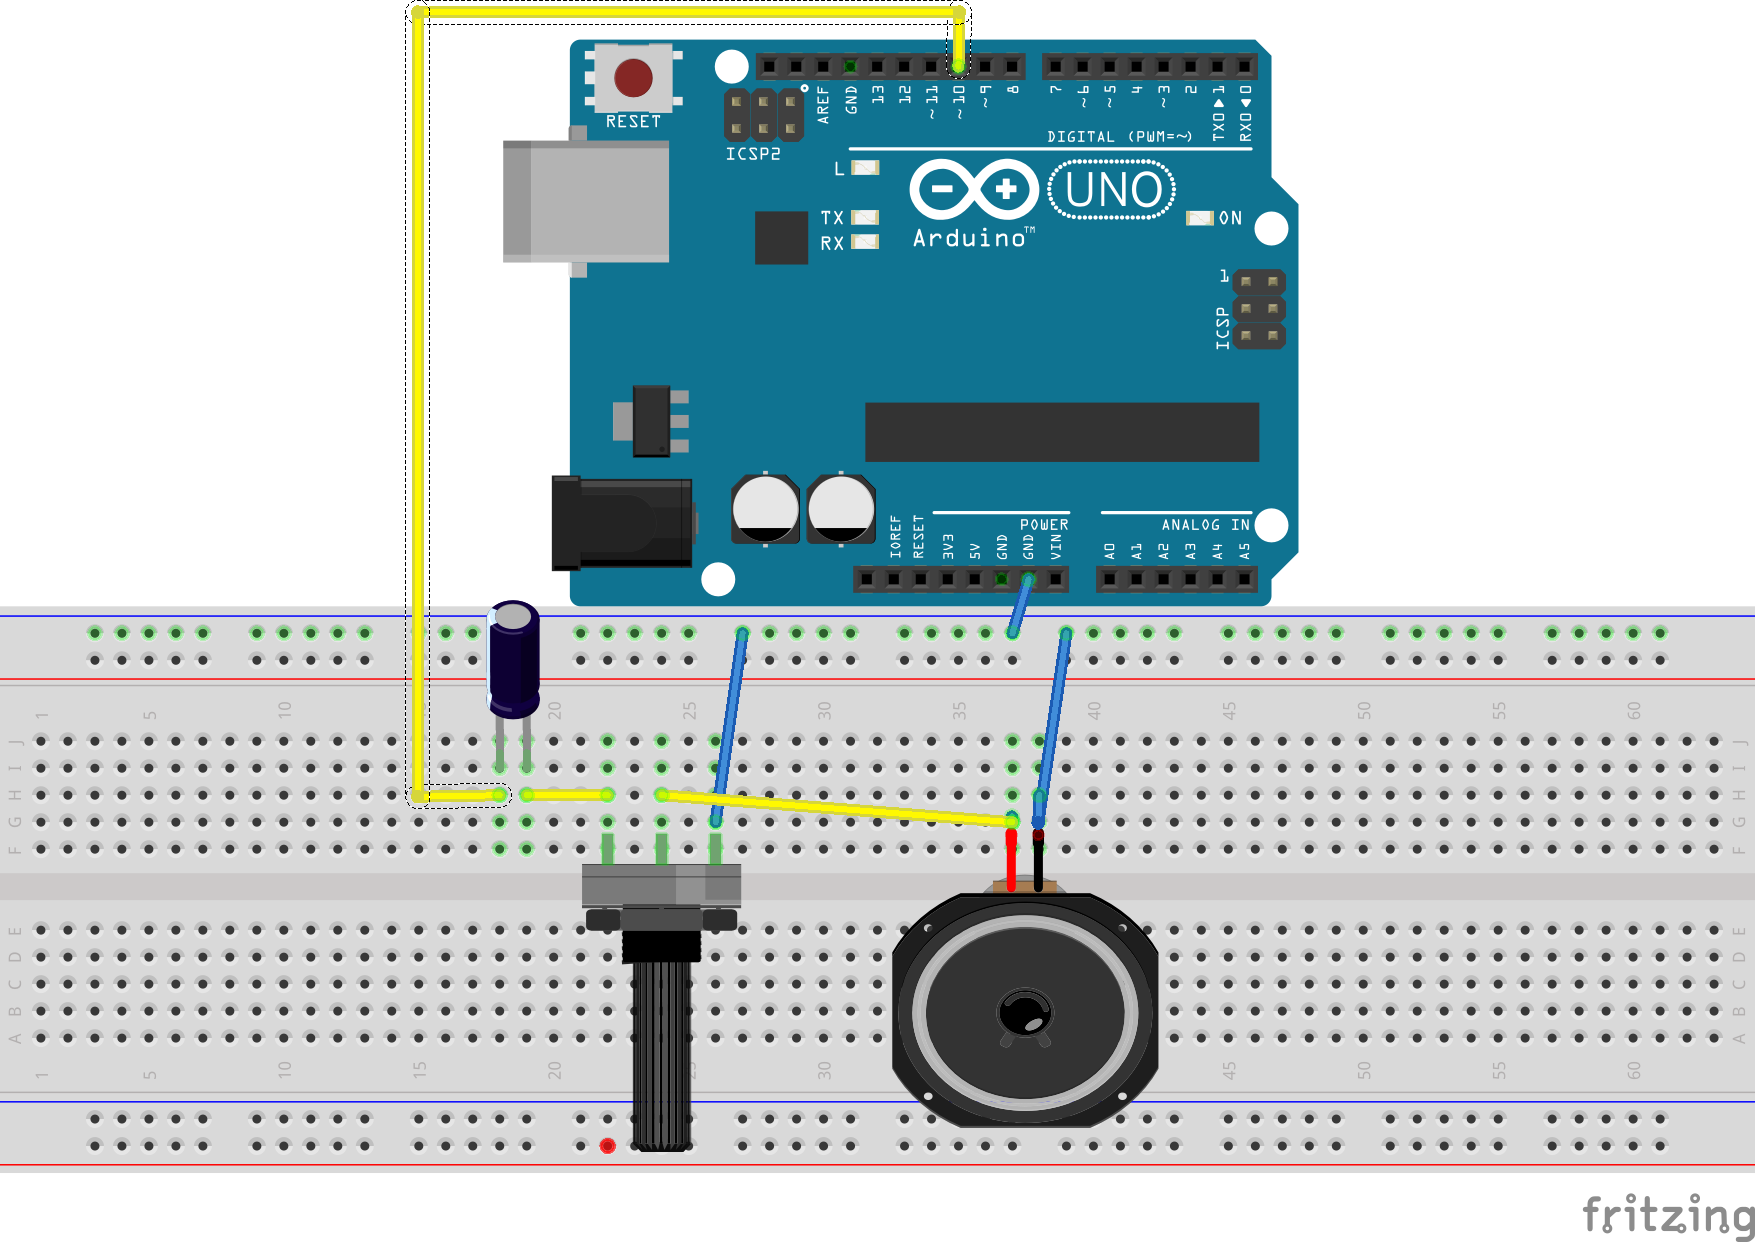 RESET
ICSP2
AREF
GND
13
12
~11
~10
~9
8
7
~6
~5
4
~3
2
TX0▶1
RX0◀0
DIGITAL (PWM=~)
L
TX
RX
UNO
Arduino™
ON
1
ICSP
POWER
ANALOG IN
IOREF
RESET
3V3
5V
GND
GND
VIN
A0
A1
A2
A3
A4
A5
1 5 10 20 25 30 35 40 45 50 55 60
J J
I I
H H
G G
F F
E E
D D
C C
B B
A A
1 5 10 15 20 25 30 45 50 55 60
fritzing